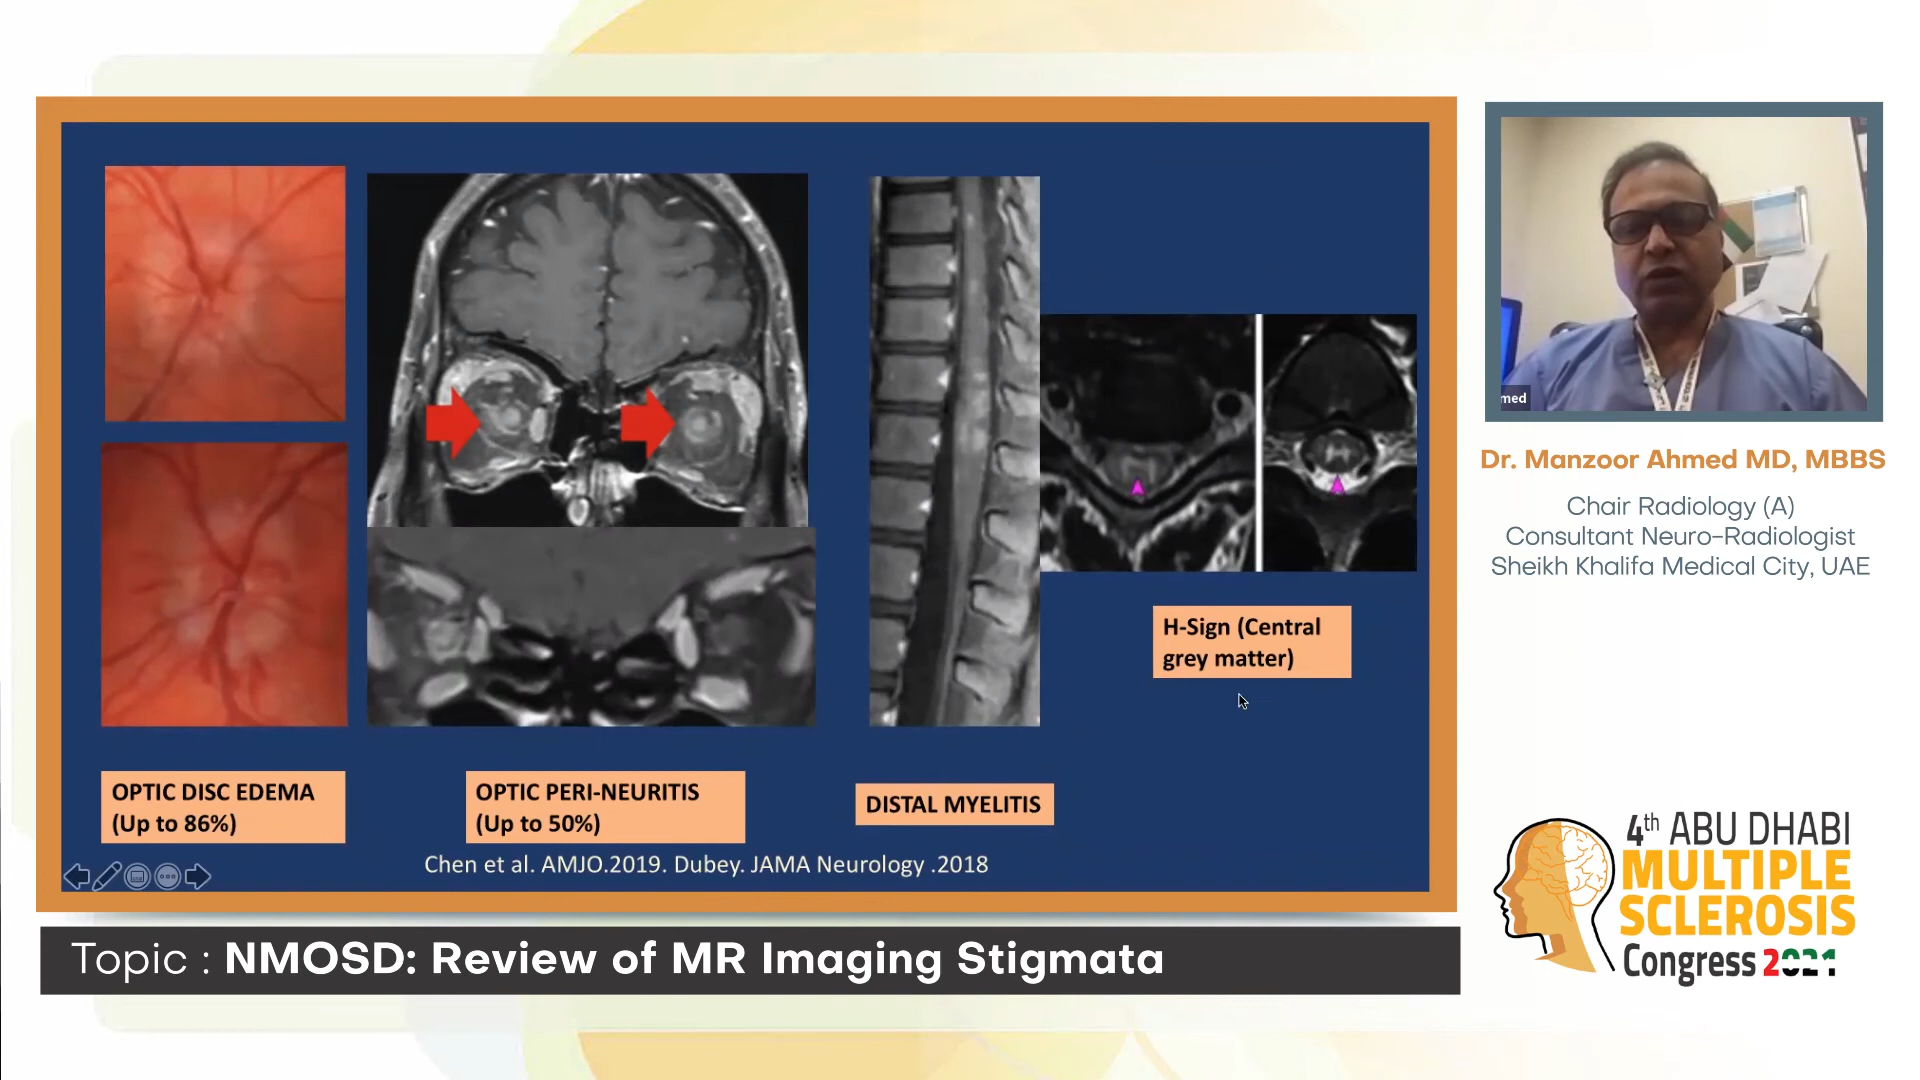 H-Sign (Central
grey matter)
OPTIC DISC EDEMA
(Up to 86%)
OPTIC PERI-NEURITIS
(Up to 50%)
DISTAL MYELITIS
Chen et al. AMJO.2019. Dubey. JAMA Neurology .2018
med
Dr. Manzoor Ahmed MD, MBBS
Chair Radiology (A)
Consultant Neuro-Radiologist
Sheikh Khalifa Medical City, UAE
4th ABU DHABI
MULTIPLE
SCLEROSIS
Congress 2021
Topic : NMOSD: Review of MR Imaging Stigmata